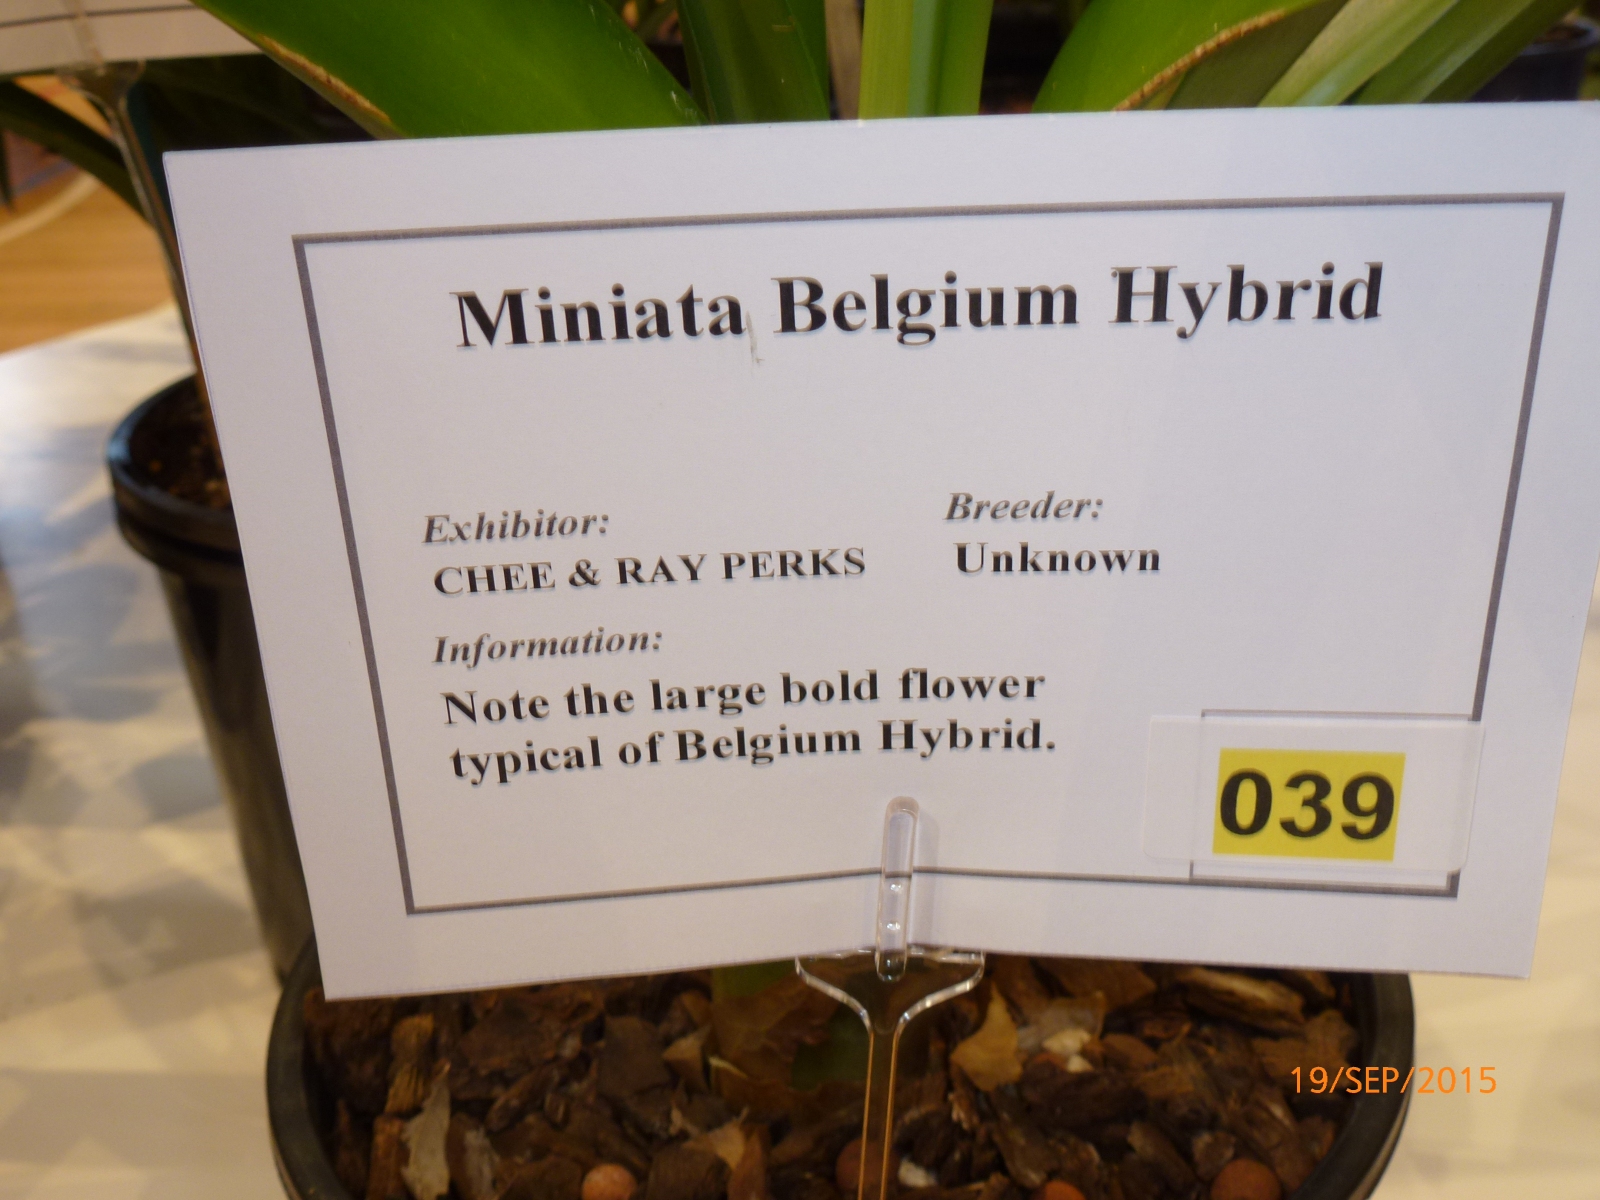 Miniata Belgium Hybrid
Exhibitor:
CHEE & RAY PERKS
Breeder:
Unknown
Information:
Note the large bold flower
typical of Belgium Hybrid.
039
19/SEP/2015